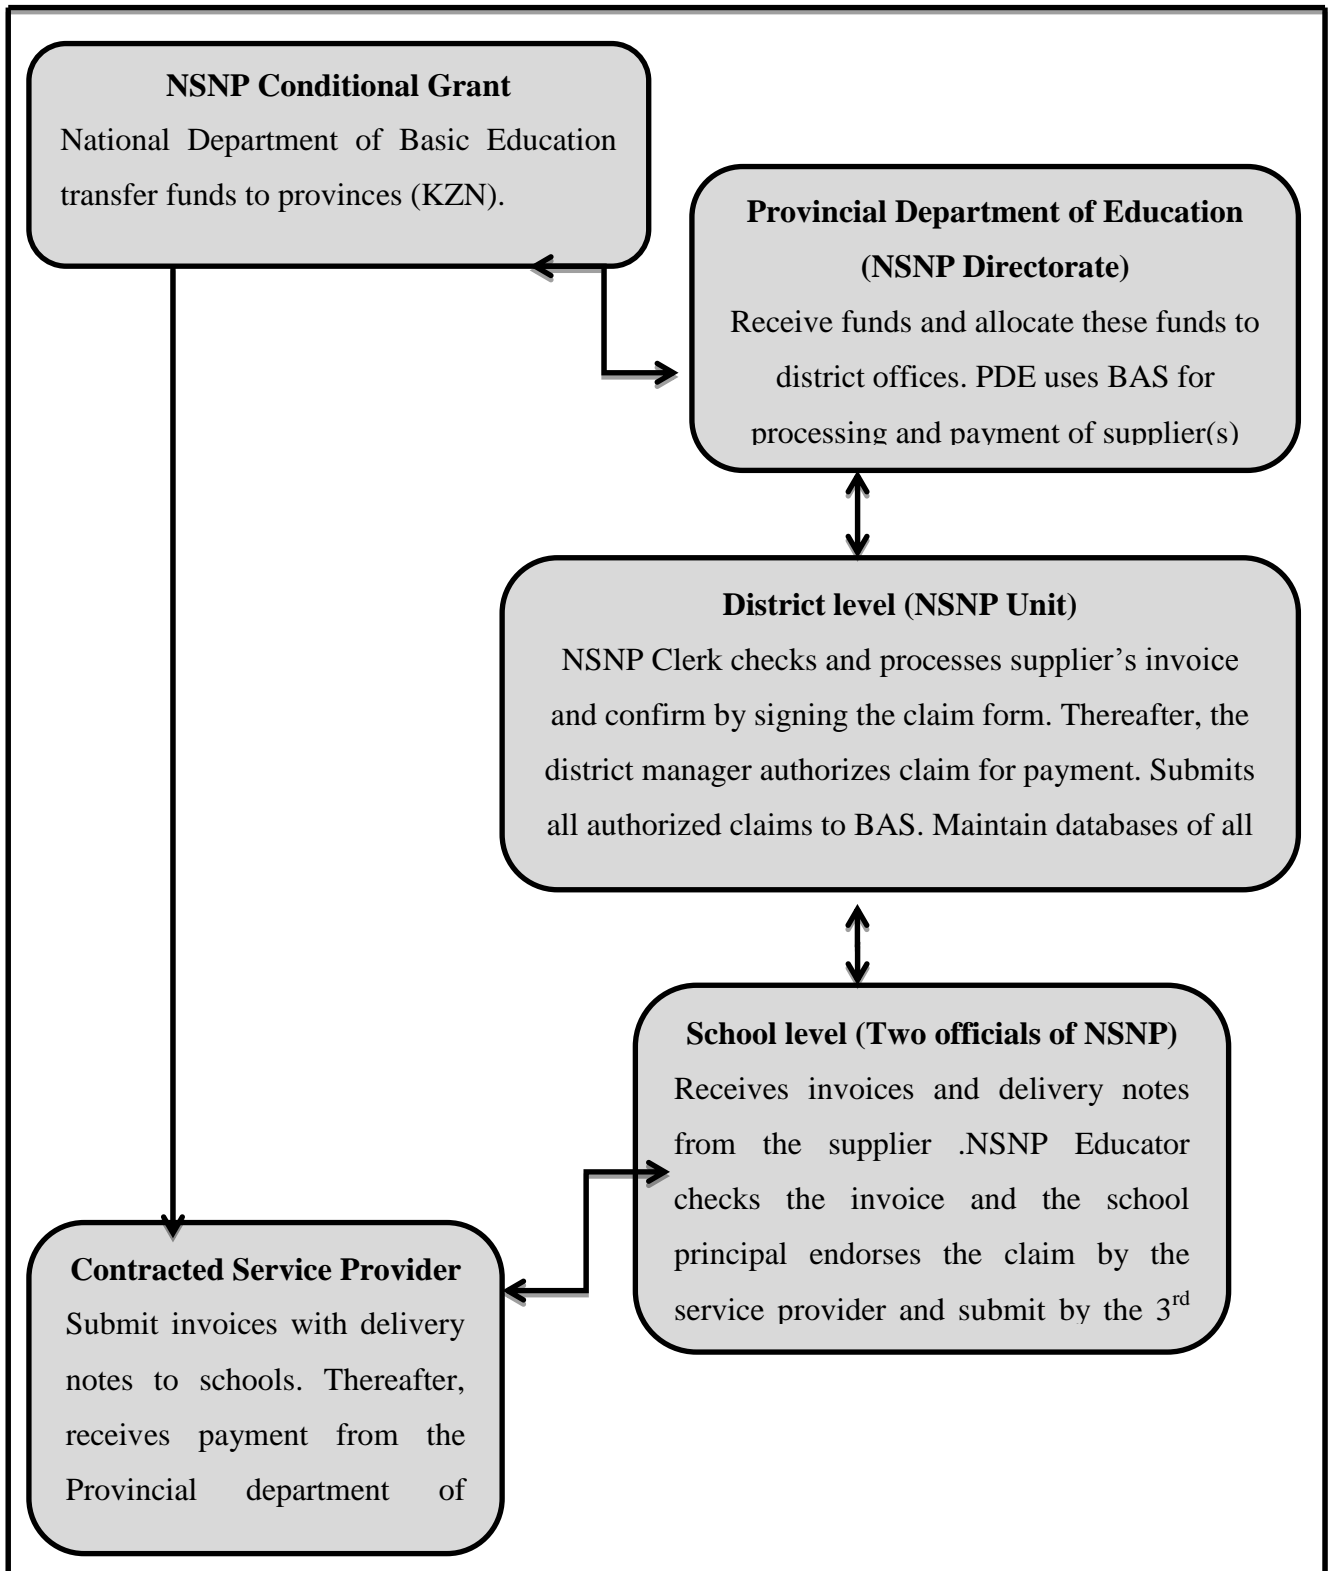 NSNP Conditional Grant
National Department of Basic Education
transfer funds to provinces (KZN).
Provincial Department of Education
(NSNP Directorate)
Receive funds and allocate these funds to
district offices. PDE uses BAS for
processing and payment of supplier(s)
District level (NSNP Unit)
NSNP Clerk checks and processes supplier’s invoice
and confirm by signing the claim form. Thereafter, the
district manager authorizes claim for payment. Submits
all authorized claims to BAS. Maintain databases of all
School level (Two officials of NSNP)
Receives invoices and delivery notes
from the supplier .NSNP Educator
checks the invoice and the school
principal endorses the claim by the
service provider and submit by the 3rd
Contracted Service Provider
Submit invoices with delivery
notes to schools. Thereafter,
receives payment from the
Provincial department of